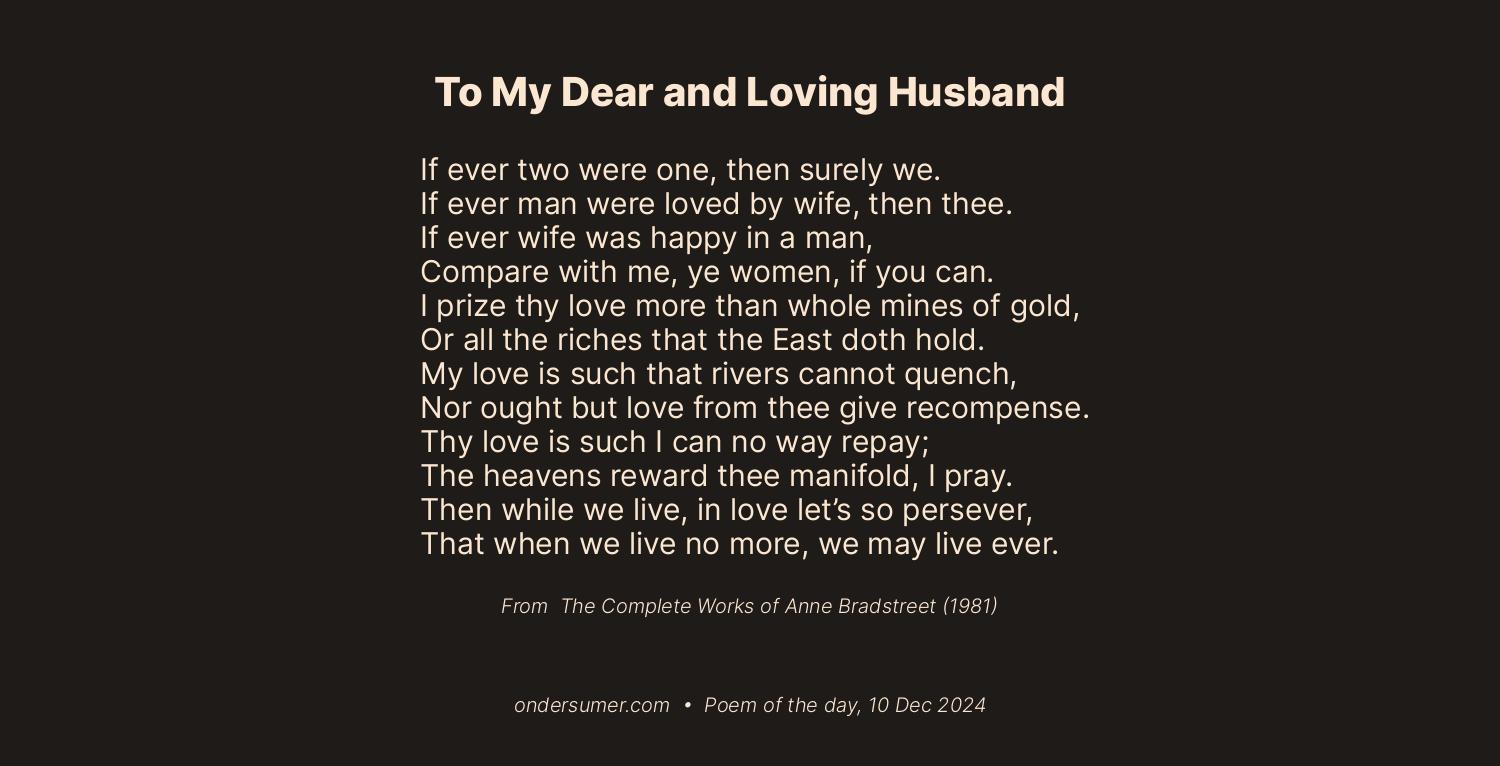 To My Dear and Loving Husband
If ever two were one, then surely we.
If ever man were loved by wife, then thee.
If ever wife was happy in a man,
Compare with me, ye women, if you can.
I prize thy love more than whole mines of gold,
Or all the riches that the East doth hold.
My love is such that rivers cannot quench,
Nor ought but love from thee give recompense.
Thy love is such I can no way repay;
The heavens reward thee manifold, I pray.
Then while we live, in love let’s so persever,
That when we live no more, we may live ever.
From The Complete Works of Anne Bradstreet (1981)
ondersumer.com • Poem of the day, 10 Dec 2024